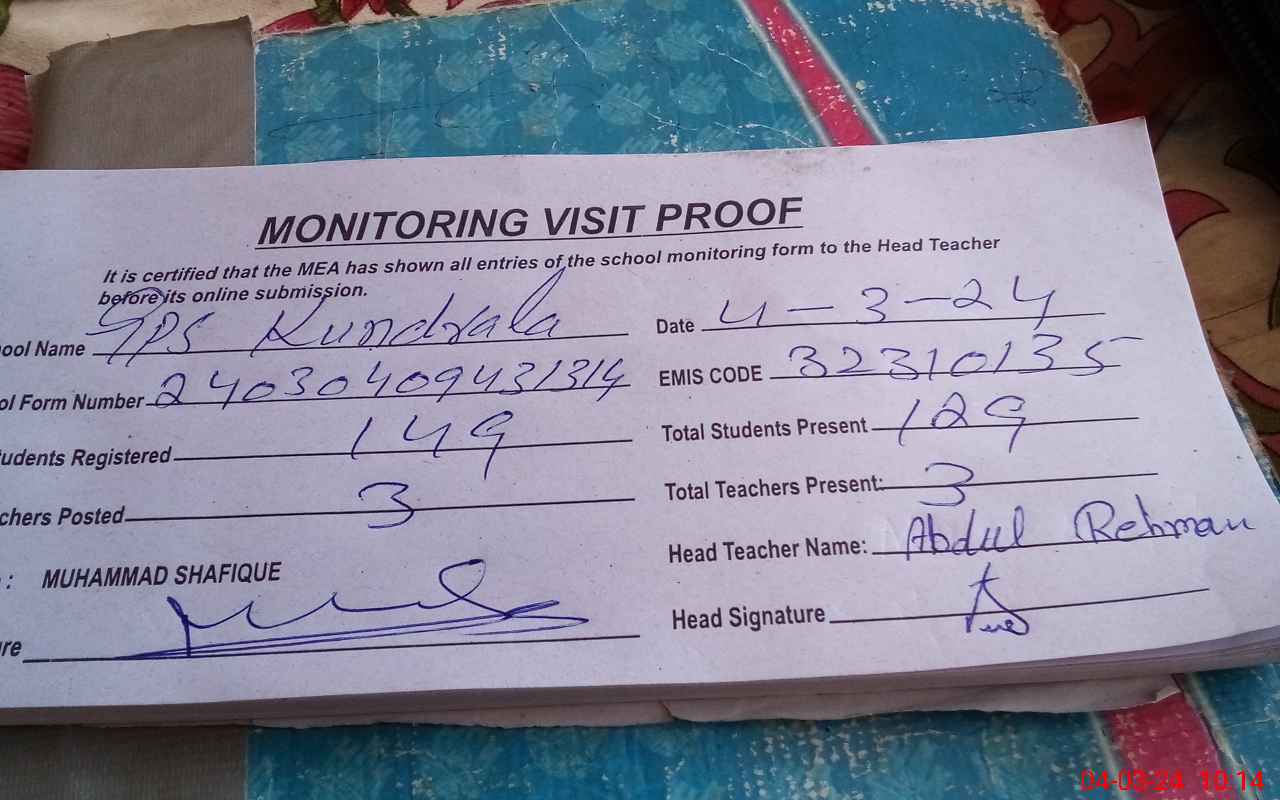 MONITORING VISIT PROOF
It is certified that the MEA has shown all entries of the school monitoring form to the Head Teacher
before its online submission.
ool Name GPS Kundrala Date 4-3-24
ol Form Number 24030409431314 EMIS CODE 32310135
udents Registered 149 Total Students Present 129
chers Posted 3 Total Teachers Present: 3
Head Teacher Name: Abdul Rehman
: MUHAMMAD SHAFIQUE
Head Signature
re
04-03-24 10:14